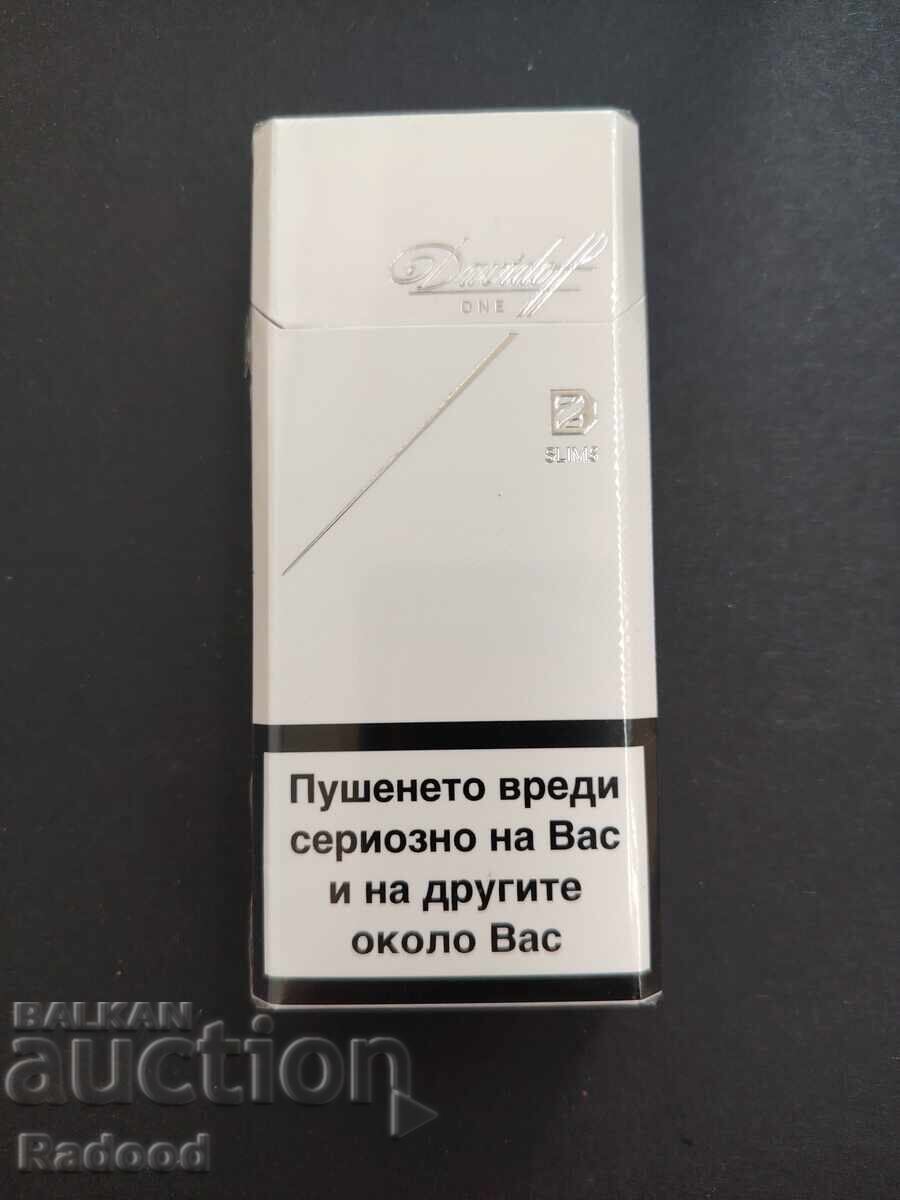 Davidoff
ONE
SLIMS
Пушенето вреди
сериозно на Вас
и на другите
около Вас
BALKAN
auction
Radood